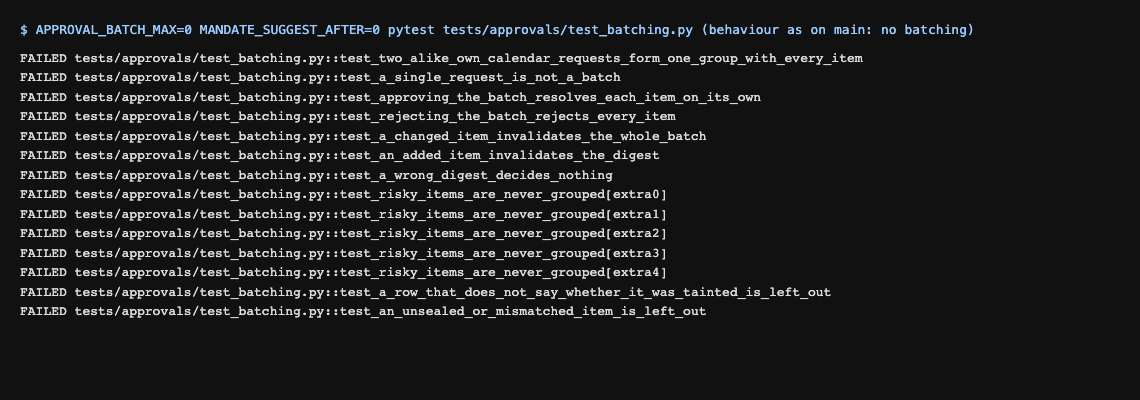 $ APPROVAL_BATCH_MAX=0 MANDATE_SUGGEST_AFTER=0 pytest tests/approvals/test_batching.py (behaviour as on main: no batching)
FAILED tests/approvals/test_batching.py::test_two_alike_own_calendar_requests_form_one_group_with_every_item
FAILED tests/approvals/test_batching.py::test_a_single_request_is_not_a_batch
FAILED tests/approvals/test_batching.py::test_approving_the_batch_resolves_each_item_on_its_own
FAILED tests/approvals/test_batching.py::test_rejecting_the_batch_rejects_every_item
FAILED tests/approvals/test_batching.py::test_a_changed_item_invalidates_the_whole_batch
FAILED tests/approvals/test_batching.py::test_an_added_item_invalidates_the_digest
FAILED tests/approvals/test_batching.py::test_a_wrong_digest_decides_nothing
FAILED tests/approvals/test_batching.py::test_risky_items_are_never_grouped[extra0]
FAILED tests/approvals/test_batching.py::test_risky_items_are_never_grouped[extra1]
FAILED tests/approvals/test_batching.py::test_risky_items_are_never_grouped[extra2]
FAILED tests/approvals/test_batching.py::test_risky_items_are_never_grouped[extra3]
FAILED tests/approvals/test_batching.py::test_risky_items_are_never_grouped[extra4]
FAILED tests/approvals/test_batching.py::test_a_row_that_does_not_say_whether_it_was_tainted_is_left_out
FAILED tests/approvals/test_batching.py::test_an_unsealed_or_mismatched_item_is_left_out